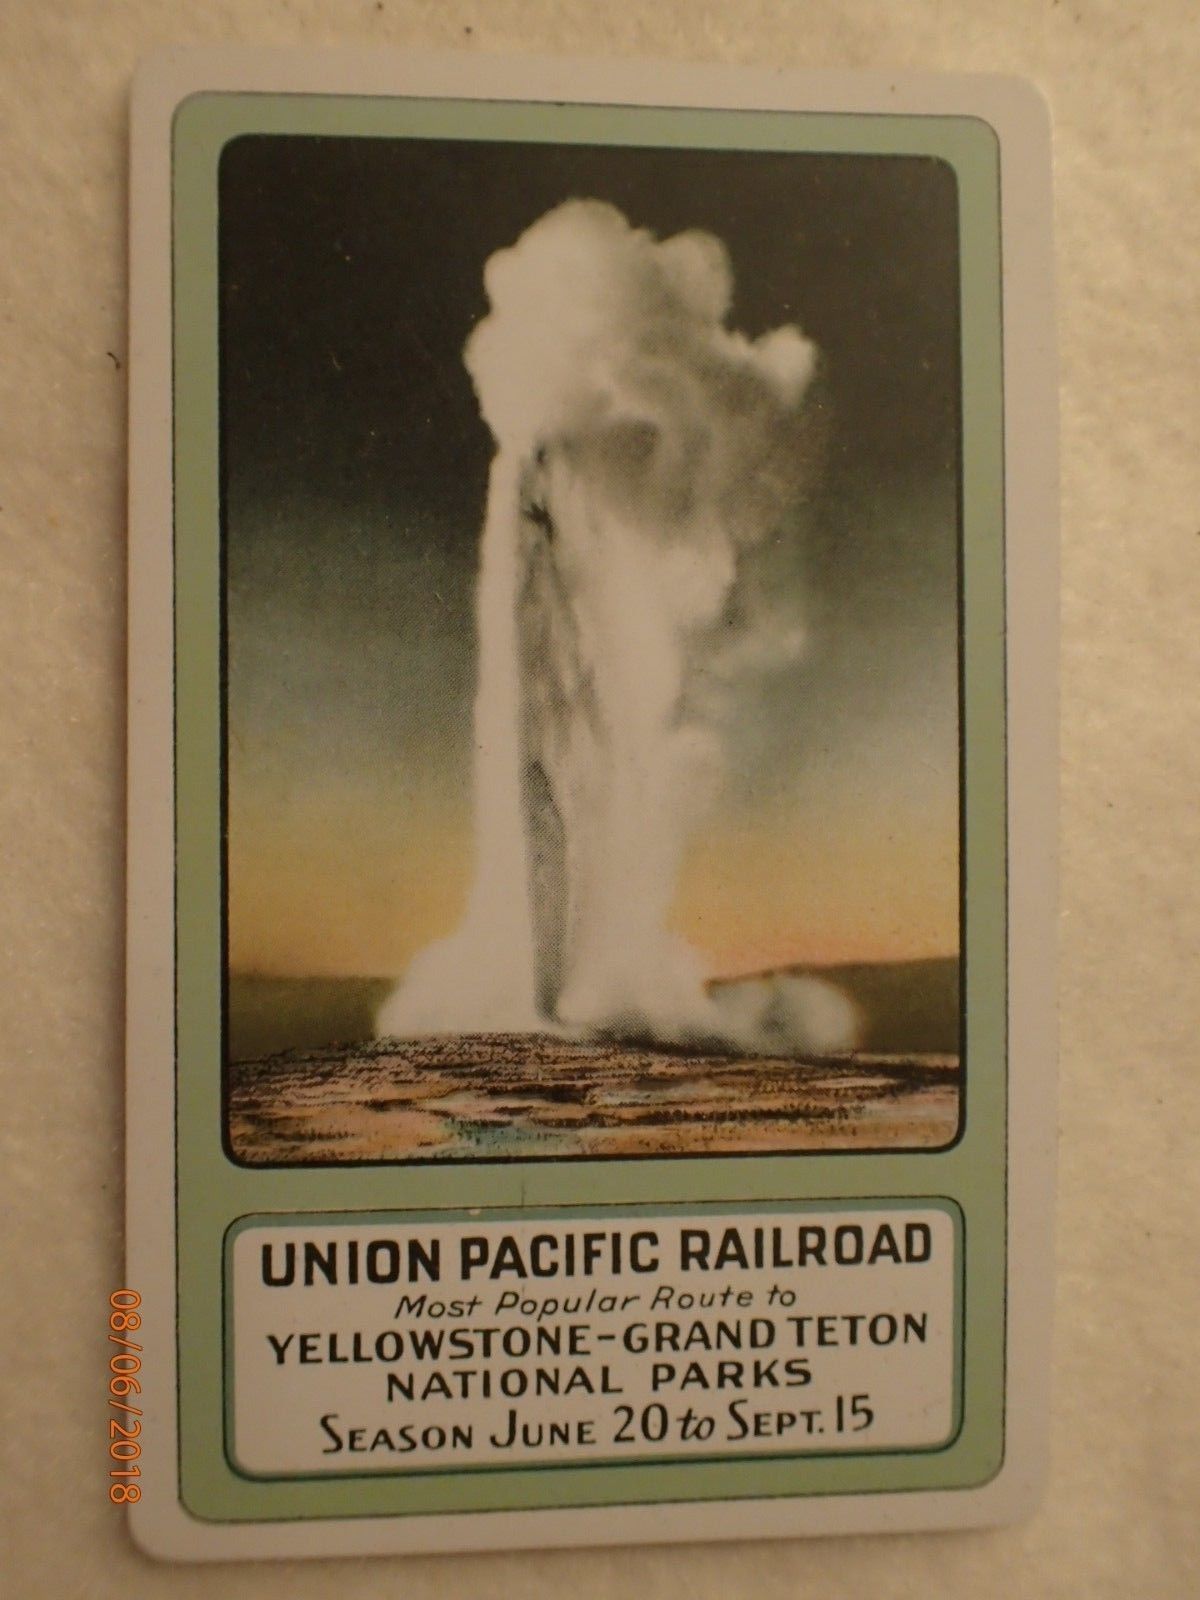 UNION PACIFIC RAILROAD
Most Popular Route to
YELLOWSTONE-GRAND TETON
NATIONAL PARKS
SEASON JUNE 20 to SEPT. 15
08/06/2018